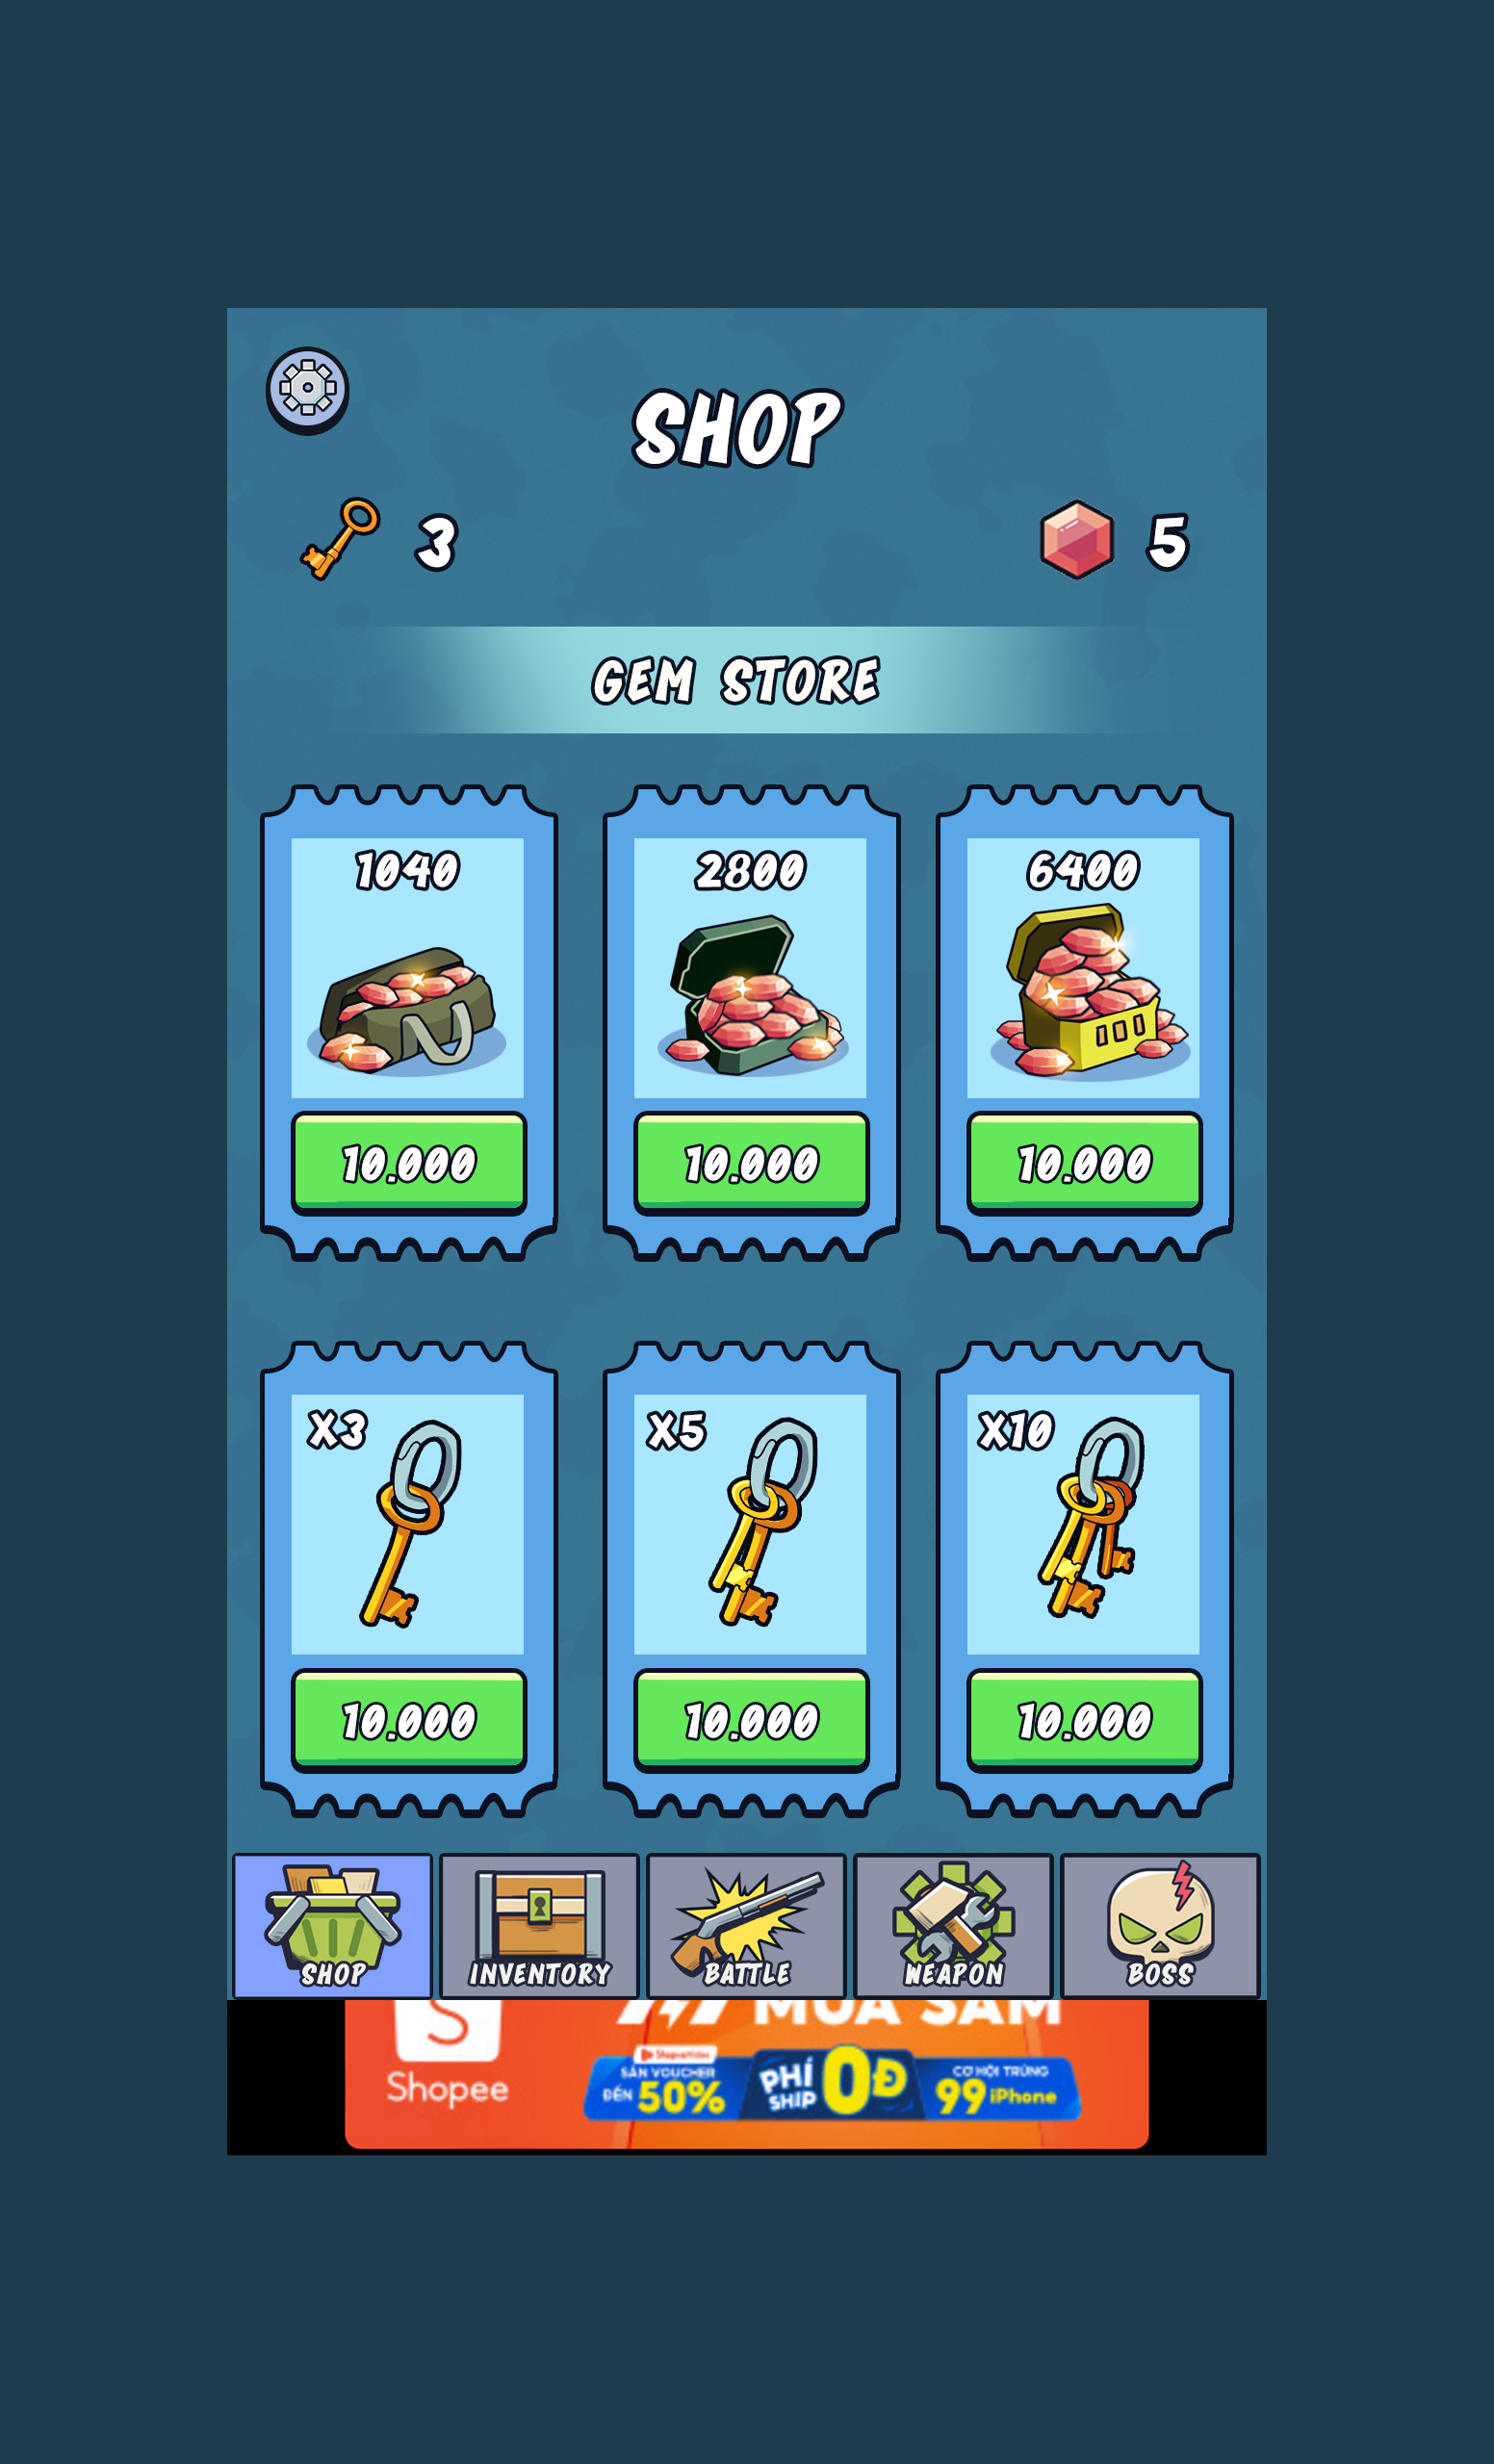 SHOP
3
5
GEM STORE
1040
2800
6400
10.000
10.000
10.000
X3
X5
X10
10.000
10.000
10.000
SHOP
INVENTORY
BATTLE
WEAPON
BOSS
MUA SẮM
Shopee
SĂN VOUCHER
ĐẾN 50%
PHÍ
SHIP 0Đ
CƠ HỘI TRÚNG
99 iPhone